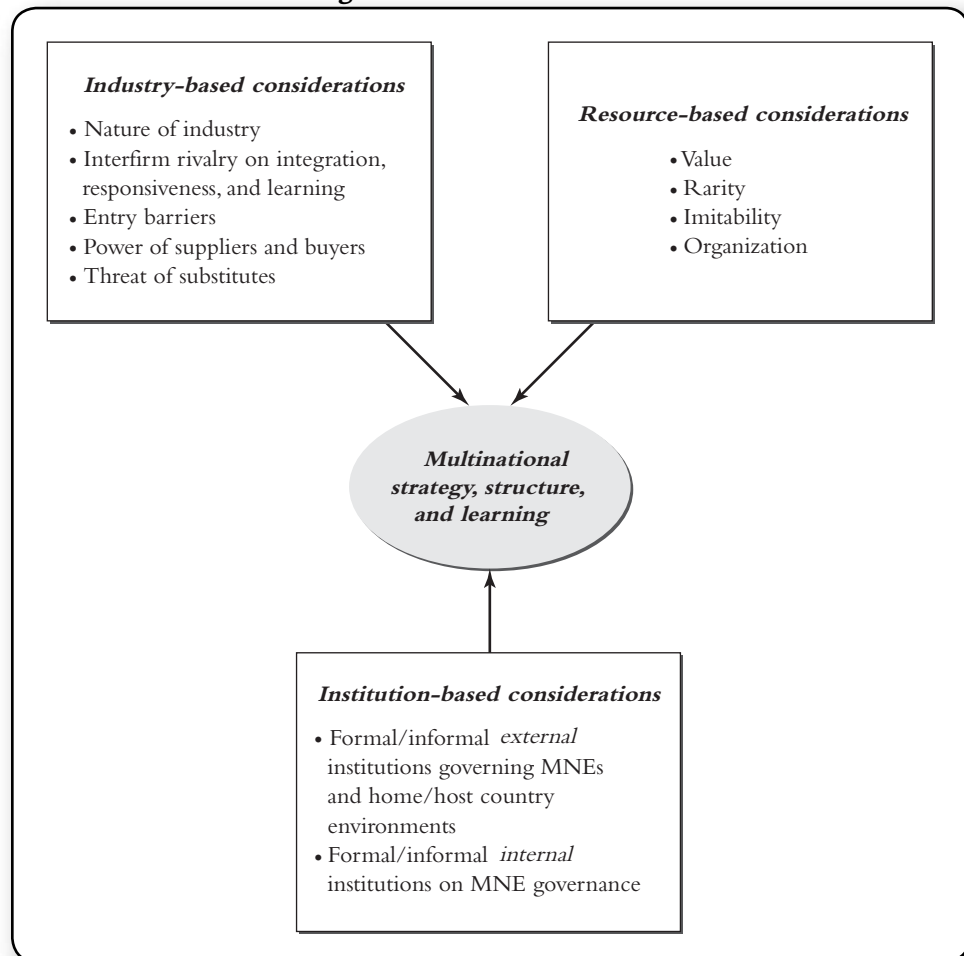 Industry-based considerations
• Nature of industry
• Interfirm rivalry on integration,
responsiveness, and learning
• Entry barriers
• Power of suppliers and buyers
• Threat of substitutes
Resource-based considerations
• Value
• Rarity
• Imitability
• Organization
Multinational
strategy, structure,
and learning
Institution-based considerations
• Formal/informal external
institutions governing MNEs
and home/host country
environments
• Formal/informal internal
institutions on MNE governance